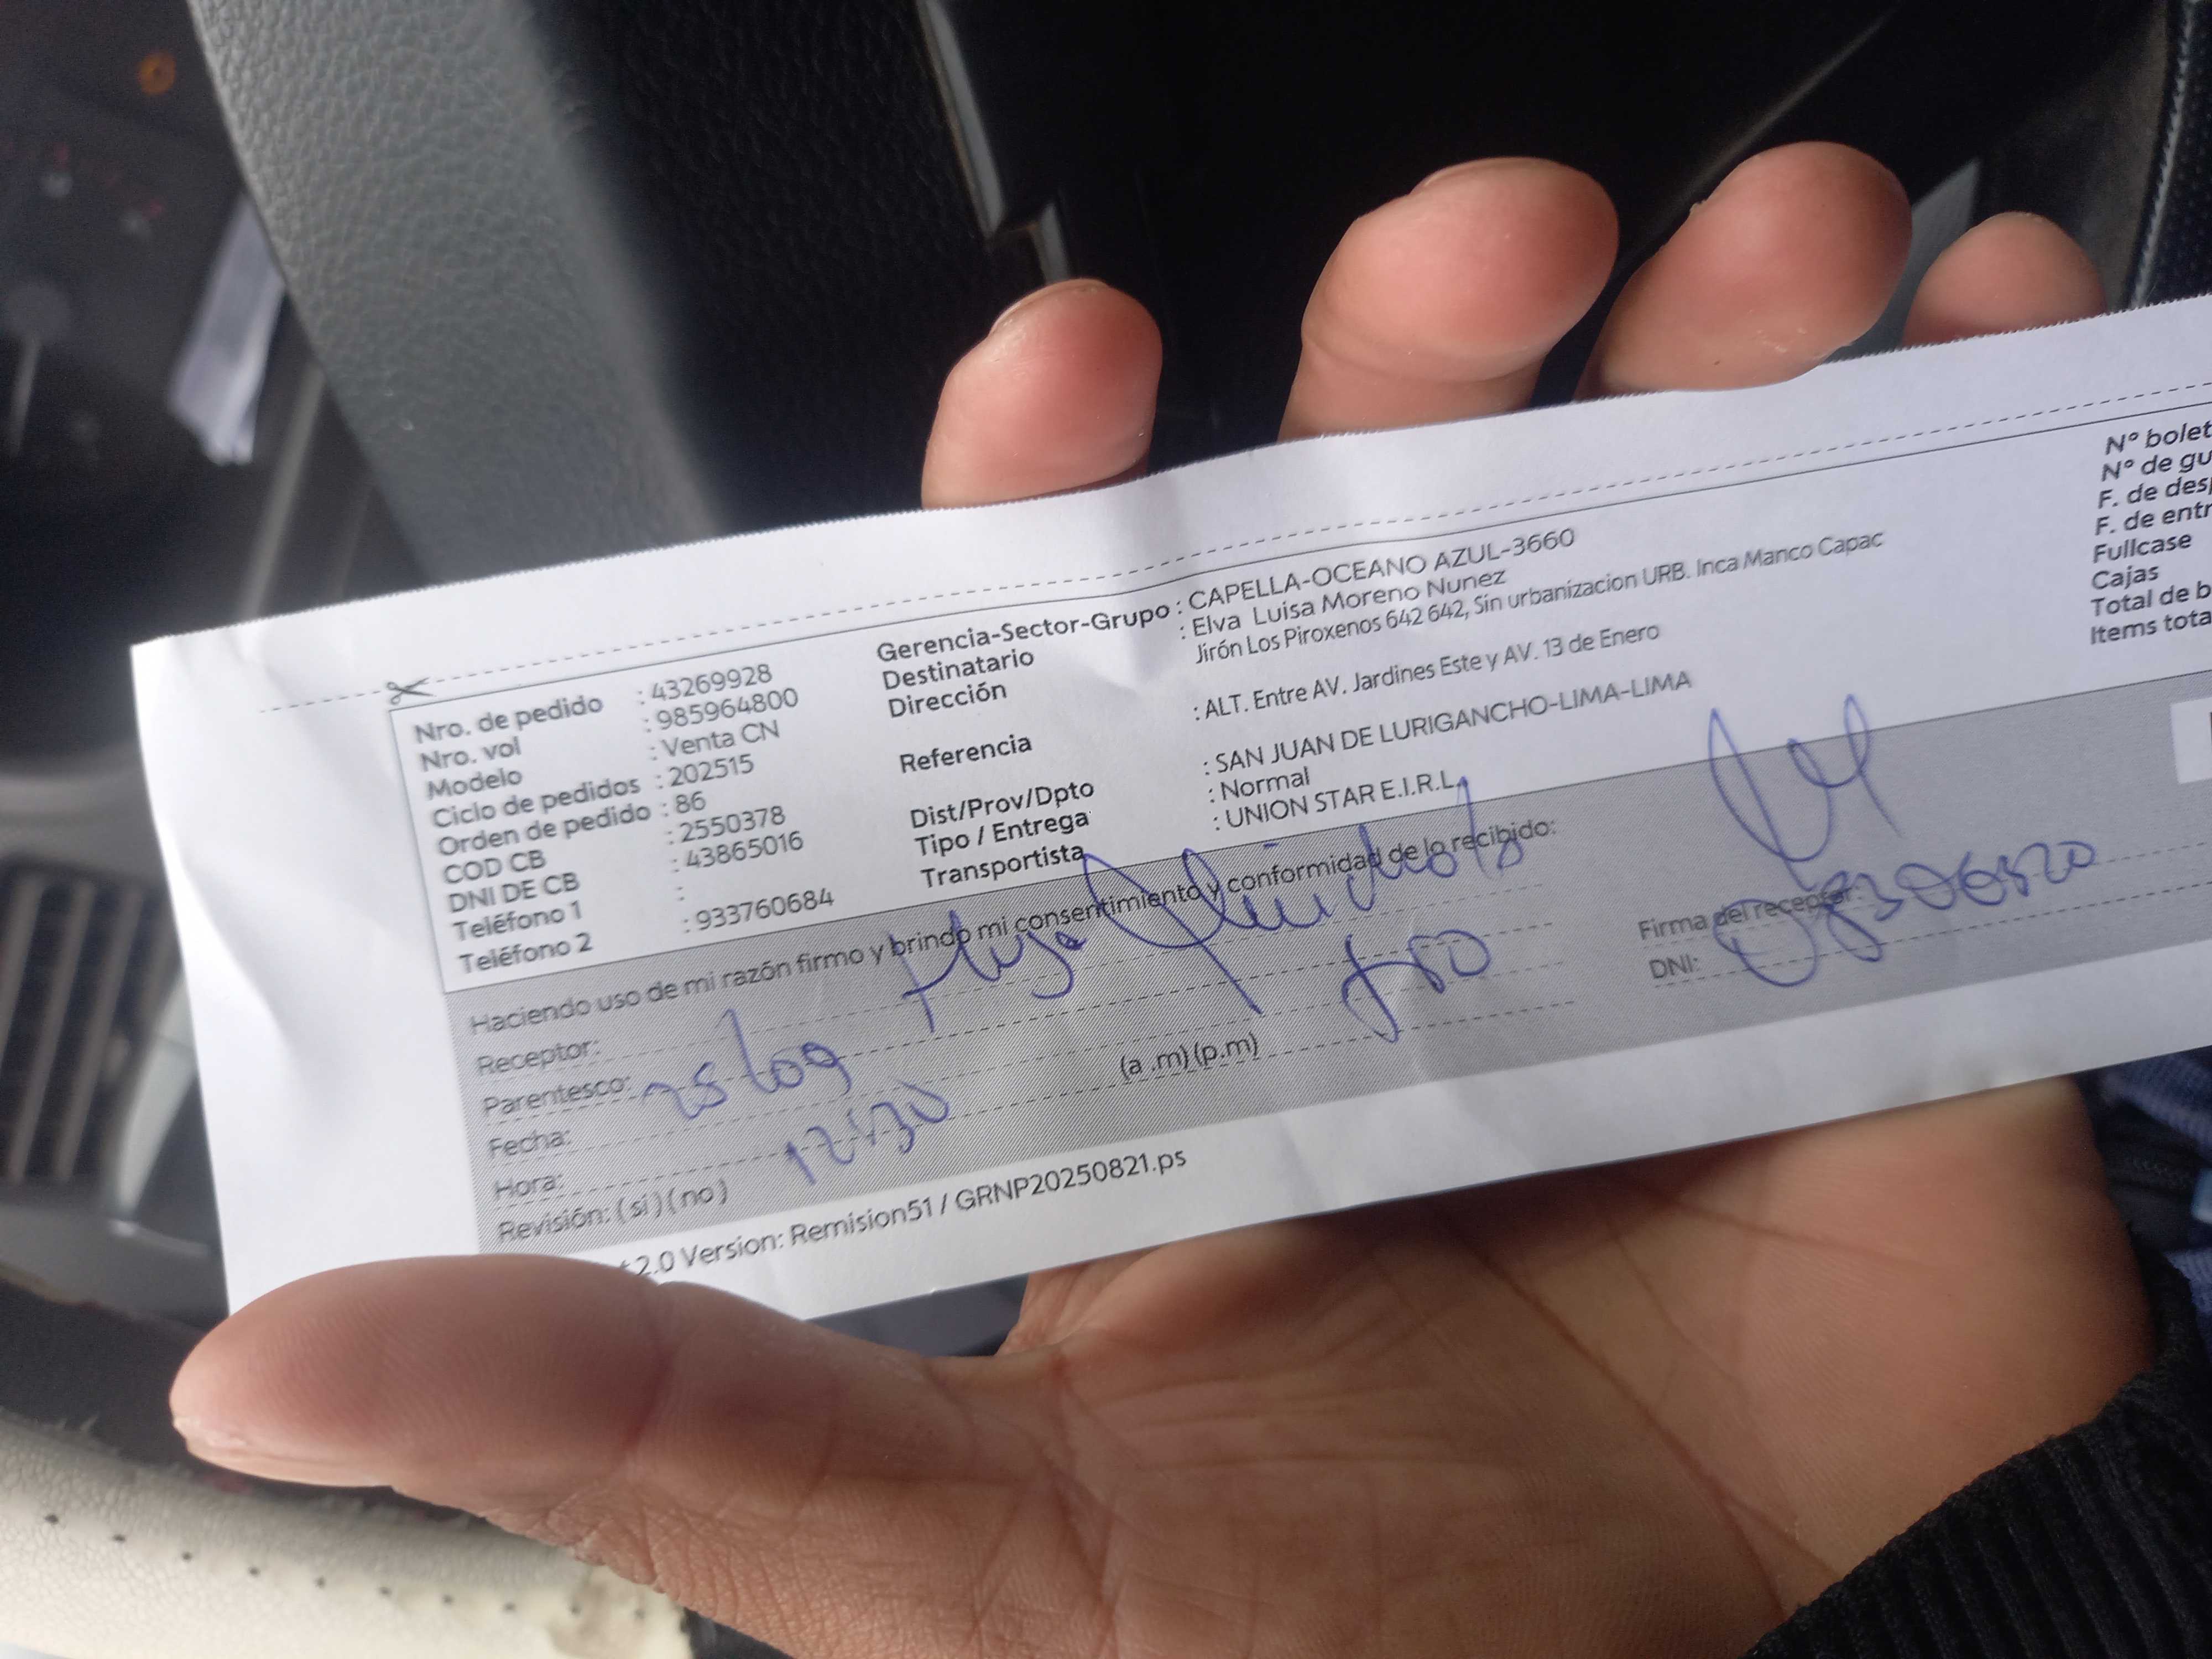 Nro. de pedido : 43269928
Nro. vol : 985964800
Modelo : Venta CN
Ciclo de pedidos : 202515
Orden de pedido : 86
COD CB : 2550378
DNI DE CB : 43865016
Teléfono 1 :
Teléfono 2 : 933760684
Gerencia-Sector-Grupo : CAPELLA-OCEANO AZUL-3660
Destinatario : Elva Luisa Moreno Nunez
Dirección Jirón Los Piroxenos 642 642, Sin urbanizacion URB. Inca Manco Capac
Referencia : ALT. Entre AV. Jardines Este y AV. 13 de Enero
Dist/Prov/Dpto : SAN JUAN DE LURIGANCHO-LIMA-LIMA
Tipo / Entrega : Normal
Transportista : UNION STAR E.I.R.L.
N° bolet
N° de gu
F. de des
F. de entr
Fullcase
Cajas
Total de b
Items tota
Haciendo uso de mi razón firmo y brindo mi consentimiento y conformidad de lo recibido:
Receptor:
Parentesco:
Fecha: 25/09
Hora: 12:30 (a .m) (p.m)
Revisión: ( si ) ( no )
Firma del receptor:
DNI:
2.0 Version: Remision51 / GRNP20250821.ps